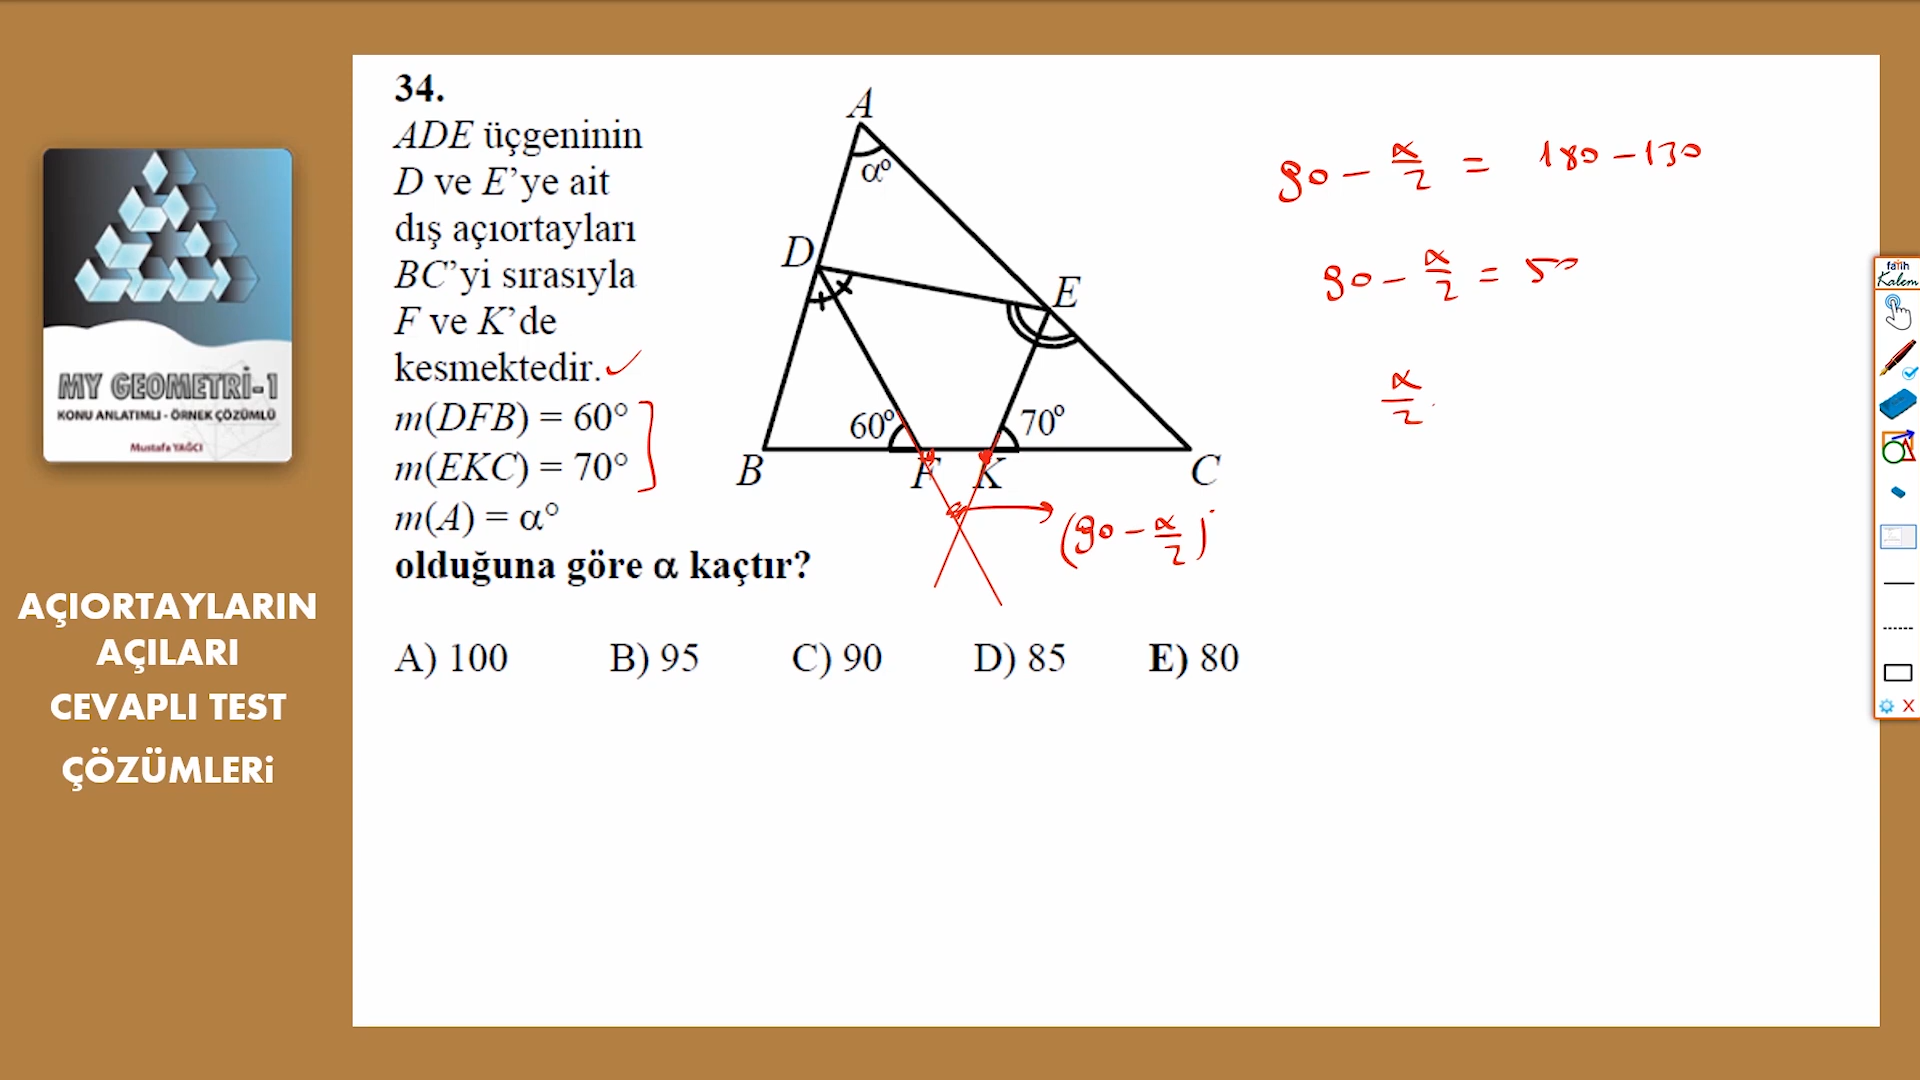 MY GEOMETRİ-1
KONU ANLATIMLI - ÖRNEK ÇÖZÜMLÜ
Mustafa YAĞCI
AÇIORTAYLARIN
AÇILARI
CEVAPLI TEST
ÇÖZÜMLERİ
34.
ADE üçgeninin
D ve E'ye ait
dış açıortayları
BC'yi sırasıyla
F ve K'de
kesmektedir.
m(DFB) = 60°
m(EKC) = 70°
m(A) = α°
olduğuna göre α kaçtır?
A
α°
D
E
60°
70°
B
F
K
C
(90 - α/2)
90 - α/2 = 180 - 130
90 - α/2 = 50
α/2
A) 100 B) 95 C) 90 D) 85 E) 80
fatih
Kalem